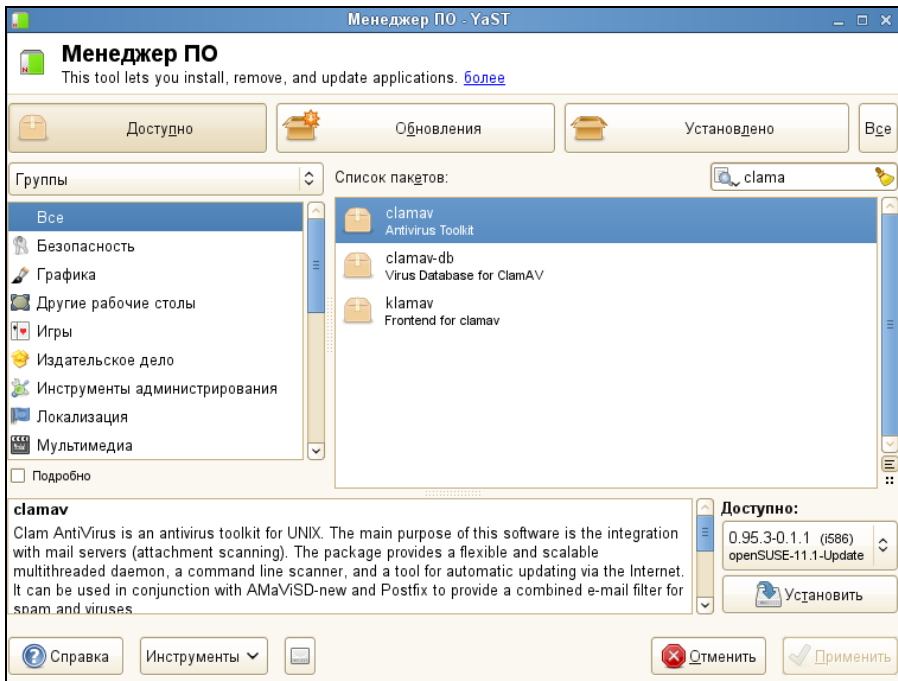 Менеджер ПО - YaST
Менеджер ПО
This tool lets you install, remove, and update applications. более
Доступно
Обновления
Установлено
Все
Группы
Список пакетов:
clama
Все
Безопасность
Графика
Другие рабочие столы
Игры
Издательское дело
Инструменты администрирования
Локализация
Мультимедиа
clamav
Antivirus Toolkit
clamav-db
Virus Database for ClamAV
klamav
Frontend for clamav
Подробно
clamav
Clam AntiVirus is an antivirus toolkit for UNIX. The main purpose of this software is the integration
with mail servers (attachment scanning). The package provides a flexible and scalable
multithreaded daemon, a command line scanner, and a tool for automatic updating via the Internet.
It can be used in conjunction with AMaViSD-new and Postfix to provide a combined e-mail filter for
spam and viruses
Доступно:
0.95.3-0.1.1 (i586)
openSUSE-11.1-Update
Установить
Справка
Инструменты
Отменить
Применить